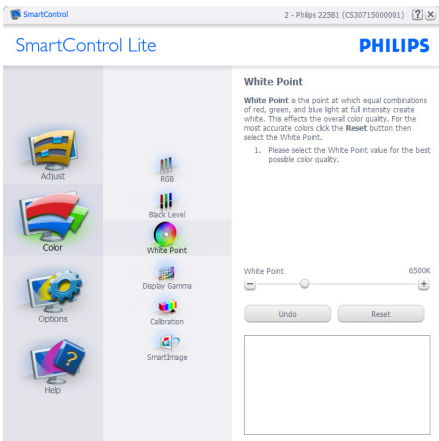 SmartControl
2 - Philips 225B1 (CS30715000001)
SmartControl Lite
PHILIPS
Adjust
Color
Options
Help
RGB
Black Level
White Point
Display Gamma
Calibration
SmartImage
White Point
White Point is the point at which equal combinations
of red, green, and blue light at full intensity create
white. This effects the overall color quality. For the
most accurate colors click the Reset button then
select the White Point.
1. Please select the White Point value for the best
possible color quality.
White Point 6500K
Undo Reset